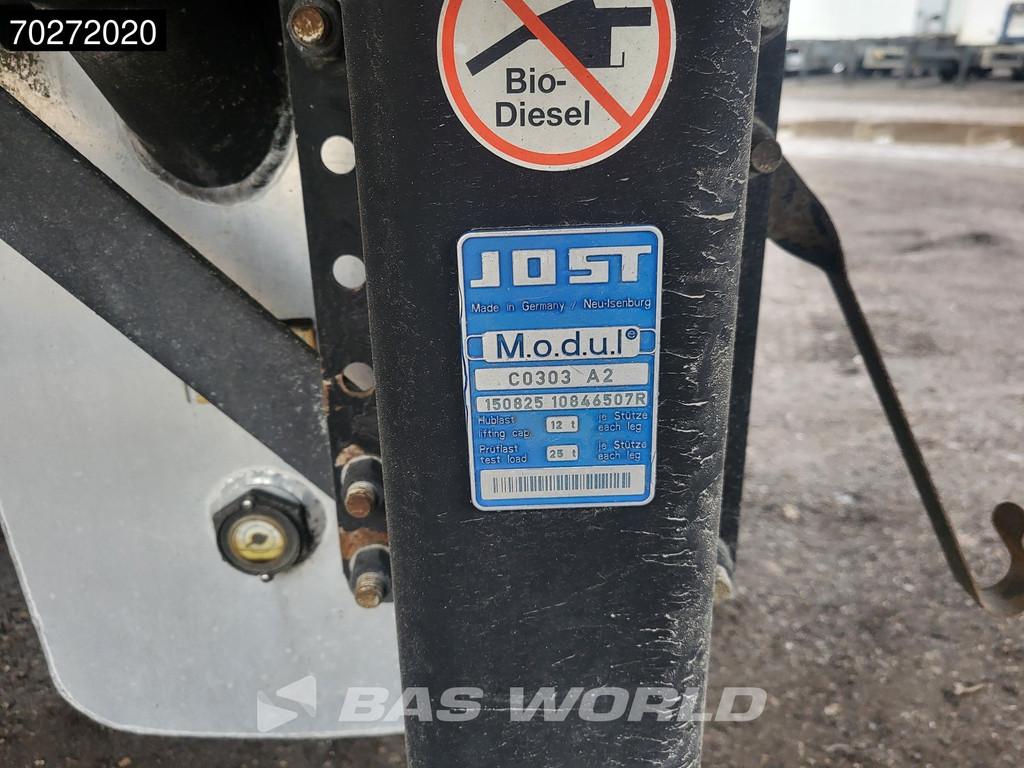 70272020
Bio-
Diesel
JOST
Made in Germany / Neu-Isenburg
M.o.d.u.l®
C0303 A2
150825 10846507R
Hublast 12 t je Stütze
lifting cap. each leg
Prüflast 25 t je Stütze
test load each leg
BAS WORLD